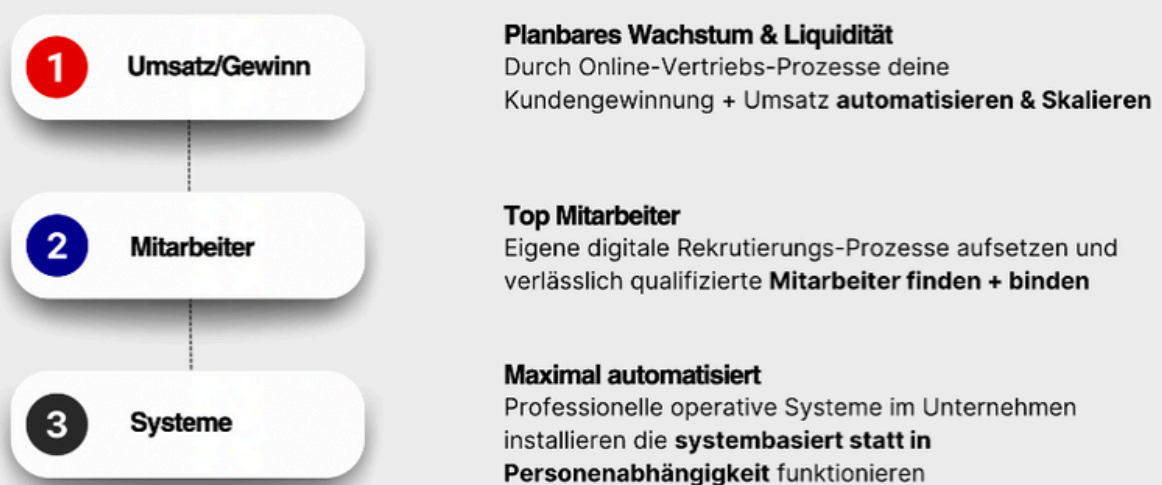 1 Umsatz/Gewinn
Planbares Wachstum & Liquidität
Durch Online-Vertriebs-Prozesse deine
Kundengewinnung + Umsatz automatisieren & Skalieren
2 Mitarbeiter
Top Mitarbeiter
Eigene digitale Rekrutierungs-Prozesse aufsetzen und
verlässlich qualifizierte Mitarbeiter finden + binden
3 Systeme
Maximal automatisiert
Professionelle operative Systeme im Unternehmen
installieren die systembasiert statt in
Personenabhängigkeit funktionieren